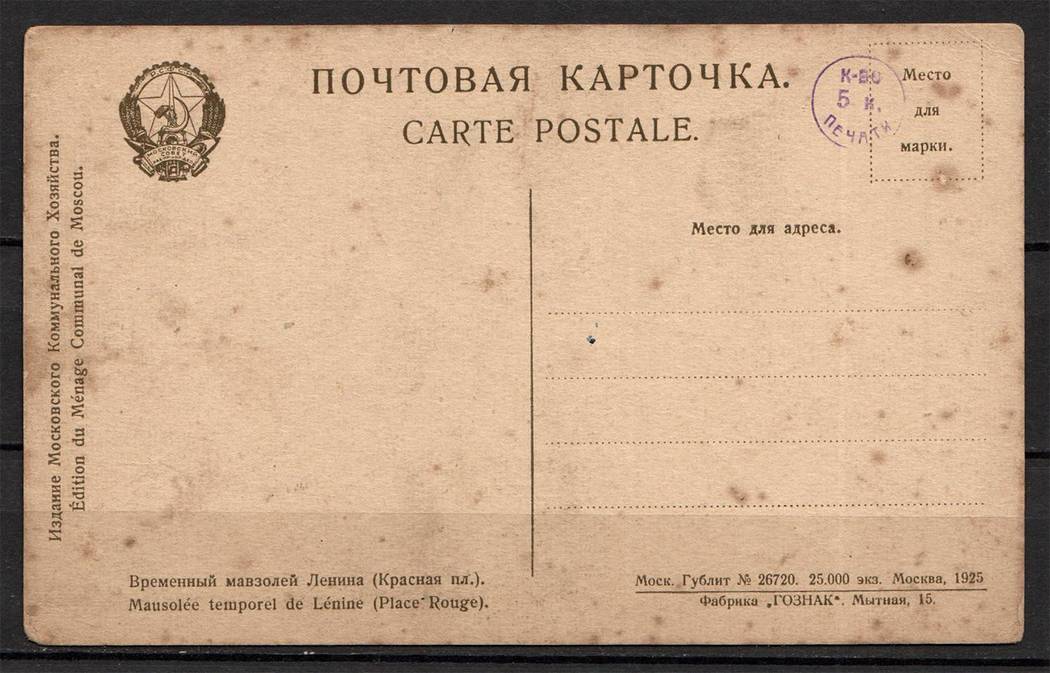 ПОЧТОВАЯ КАРТОЧКА.
CARTE POSTALE.
К-ВО
5 к.
ПЕЧАТИ
Место
для
марки.
Место для адреса.
Издание Московского Коммунального Хозяйства.
Édition du Ménage Communal de Moscou.
Р.С.Ф.С.Р.
МОСКОВСКИЙ
СОВЕТ
Временный мавзолей Ленина (Красная пл.).
Mausolée temporel de Lénine (Place Rouge).
Моск. Гублит № 26720. 25.000 экз. Москва, 1925
Фабрика „ГОЗНАК“. Мытная, 15.